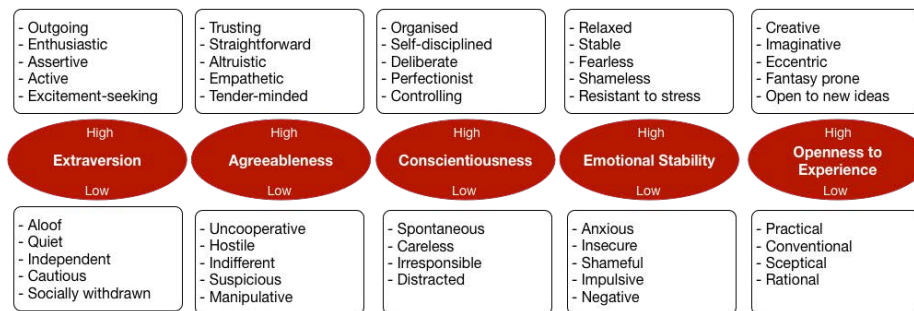 - Outgoing
- Enthusiastic
- Assertive
- Active
- Excitement-seeking
- Trusting
- Straightforward
- Altruistic
- Empathetic
- Tender-minded
- Organised
- Self-disciplined
- Deliberate
- Perfectionist
- Controlling
- Relaxed
- Stable
- Fearless
- Shameless
- Resistant to stress
- Creative
- Imaginative
- Eccentric
- Fantasy prone
- Open to new ideas
High
Extraversion
Low
High
Agreeableness
Low
High
Conscientiousness
Low
High
Emotional Stability
Low
High
Openness to
Experience
Low
- Aloof
- Quiet
- Independent
- Cautious
- Socially withdrawn
- Uncooperative
- Hostile
- Indifferent
- Suspicious
- Manipulative
- Spontaneous
- Careless
- Irresponsible
- Distracted
- Anxious
- Insecure
- Shameful
- Impulsive
- Negative
- Practical
- Conventional
- Sceptical
- Rational